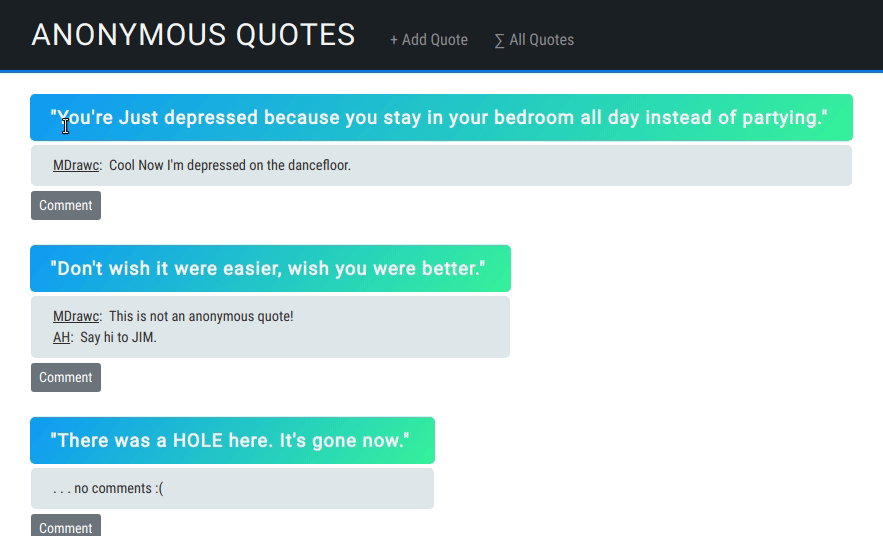 ANONYMOUS QUOTES + Add Quote ∑ All Quotes
"You're Just depressed because you stay in your bedroom all day instead of partying."
MDrawc: Cool Now I'm depressed on the dancefloor.
Comment
"Don't wish it were easier, wish you were better."
MDrawc: This is not an anonymous quote!
AH: Say hi to JIM.
Comment
"There was a HOLE here. It's gone now."
. . . no comments :(
Comment